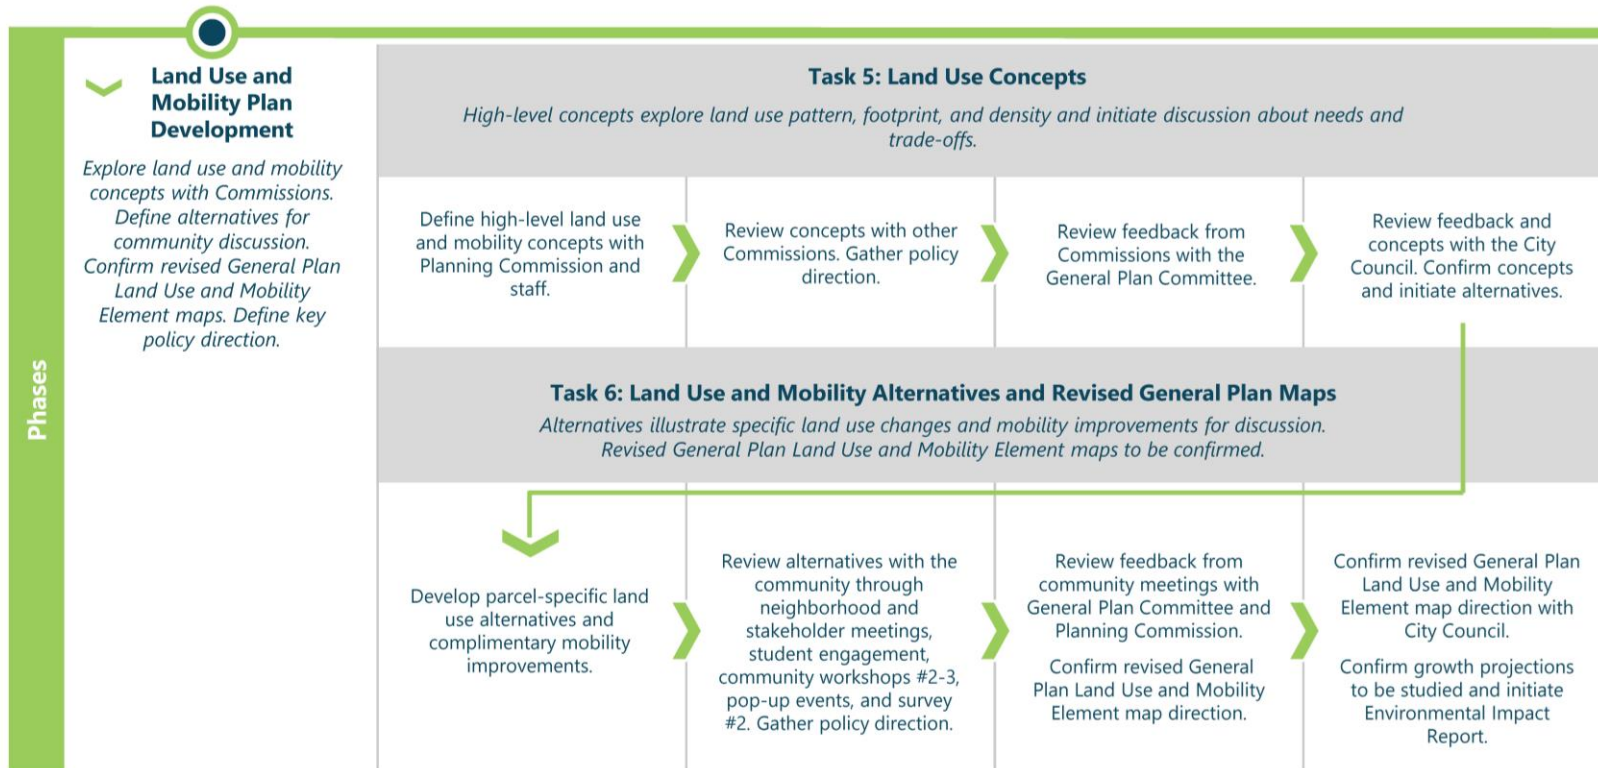 Phases
Land Use and
Mobility Plan
Development
Explore land use and mobility
concepts with Commissions.
Define alternatives for
community discussion.
Confirm revised General Plan
Land Use and Mobility
Element maps. Define key
policy direction.
Task 5: Land Use Concepts
High-level concepts explore land use pattern, footprint, and density and initiate discussion about needs and
trade-offs.
Define high-level land use
and mobility concepts with
Planning Commission and
staff.
Review concepts with other
Commissions. Gather policy
direction.
Review feedback from
Commissions with the
General Plan Committee.
Review feedback and
concepts with the City
Council. Confirm concepts
and initiate alternatives.
Task 6: Land Use and Mobility Alternatives and Revised General Plan Maps
Alternatives illustrate specific land use changes and mobility improvements for discussion.
Revised General Plan Land Use and Mobility Element maps to be confirmed.
Develop parcel-specific land
use alternatives and
complimentary mobility
improvements.
Review alternatives with the
community through
neighborhood and
stakeholder meetings,
student engagement,
community workshops #2-3,
pop-up events, and survey
#2. Gather policy direction.
Review feedback from
community meetings with
General Plan Committee and
Planning Commission.
Confirm revised General
Plan Land Use and Mobility
Element map direction.
Confirm revised General Plan
Land Use and Mobility
Element map direction with
City Council.
Confirm growth projections
to be studied and initiate
Environmental Impact
Report.